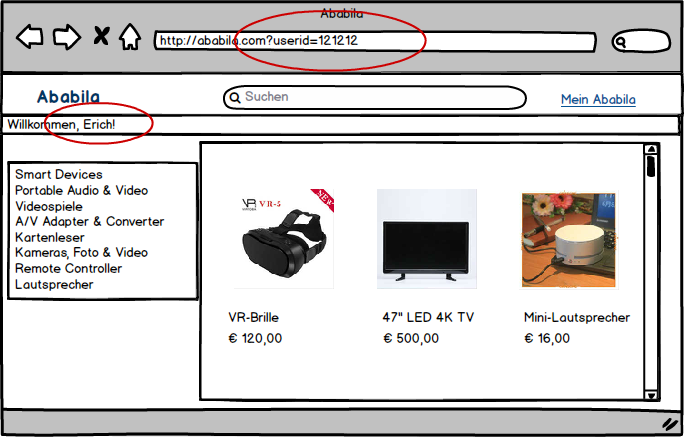 Ababila
http://ababila.com?userid=121212
Ababila
Suchen
Mein Ababila
Willkommen, Erich!
Smart Devices
Portable Audio & Video
Videospiele
A/V Adapter & Converter
Kartenleser
Kameras, Foto & Video
Remote Controller
Lautsprecher
VR
VR-5
NEW
VR-Brille
€ 120,00
47" LED 4K TV
€ 500,00
Mini-Lautsprecher
€ 16,00